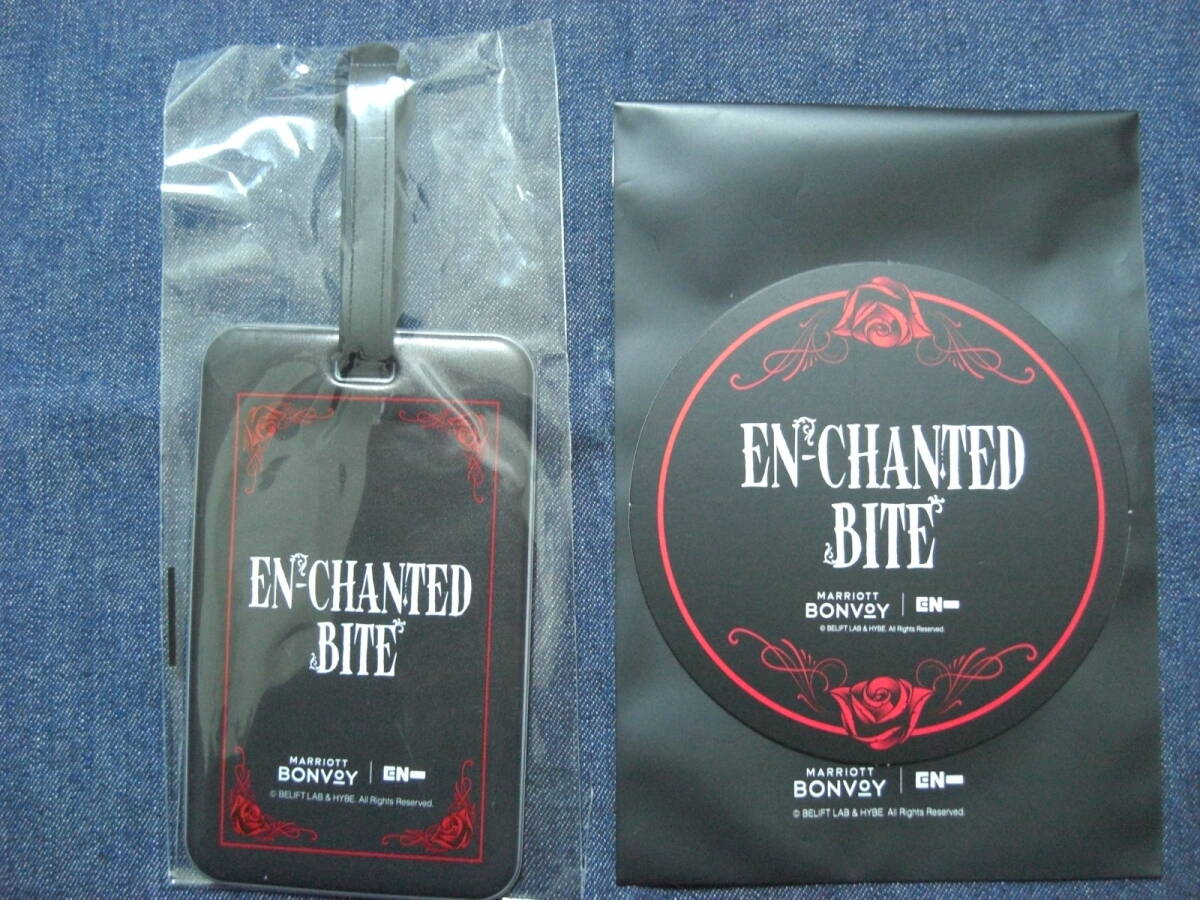 EN-CHANTED
BITE
MARRIOTT
BONVOY | EN-
© BELIFT LAB & HYBE. All Rights Reserved.
EN-CHANTED
BITE
MARRIOTT
BONVOY | EN-
© BELIFT LAB & HYBE. All Rights Reserved.
MARRIOTT
BONVOY | EN-
© BELIFT LAB & HYBE. All Rights Reserved.